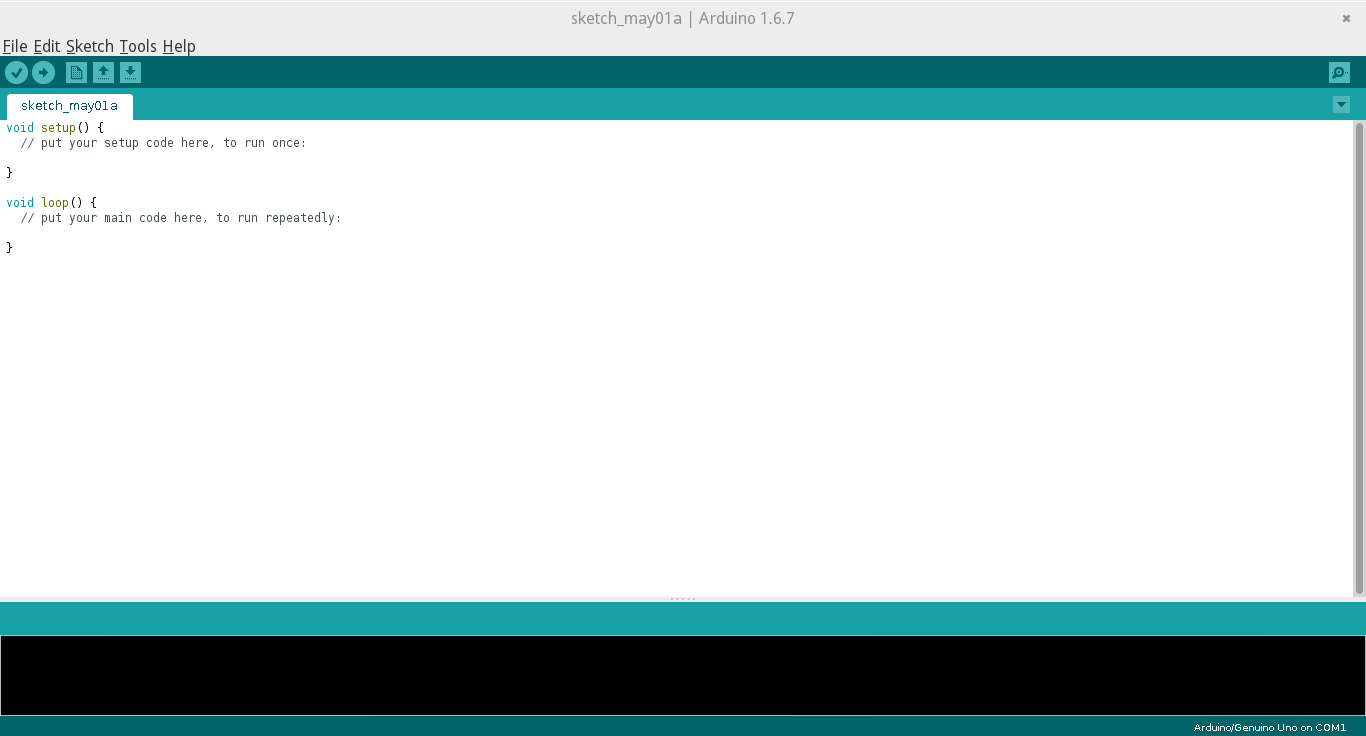 sketch_may01a | Arduino 1.6.7
File Edit Sketch Tools Help
sketch_may01a
void setup() {
  // put your setup code here, to run once:
}
void loop() {
  // put your main code here, to run repeatedly:
}
Arduino/Genuino Uno on COM1